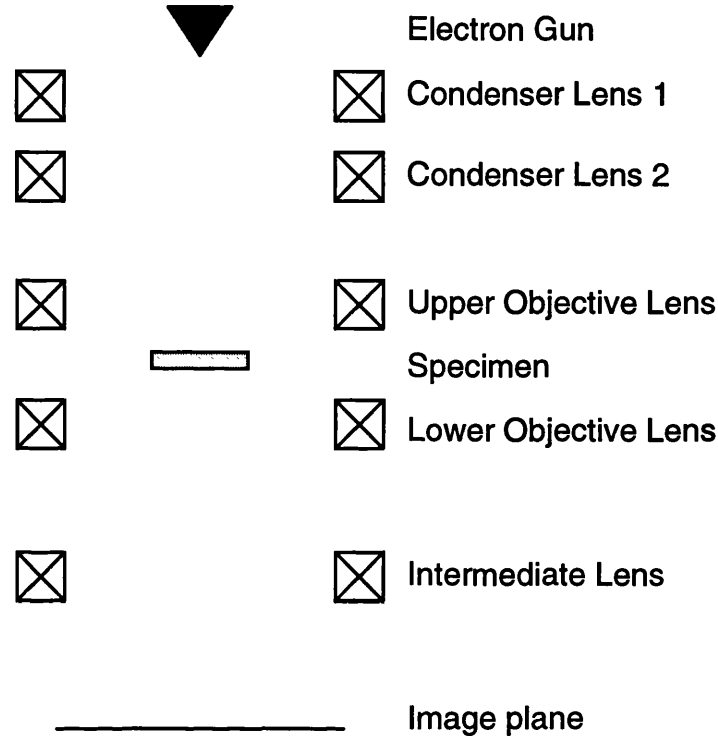 Electron Gun
Condenser Lens 1
Condenser Lens 2
Upper Objective Lens
Specimen
Lower Objective Lens
Intermediate Lens
Image plane